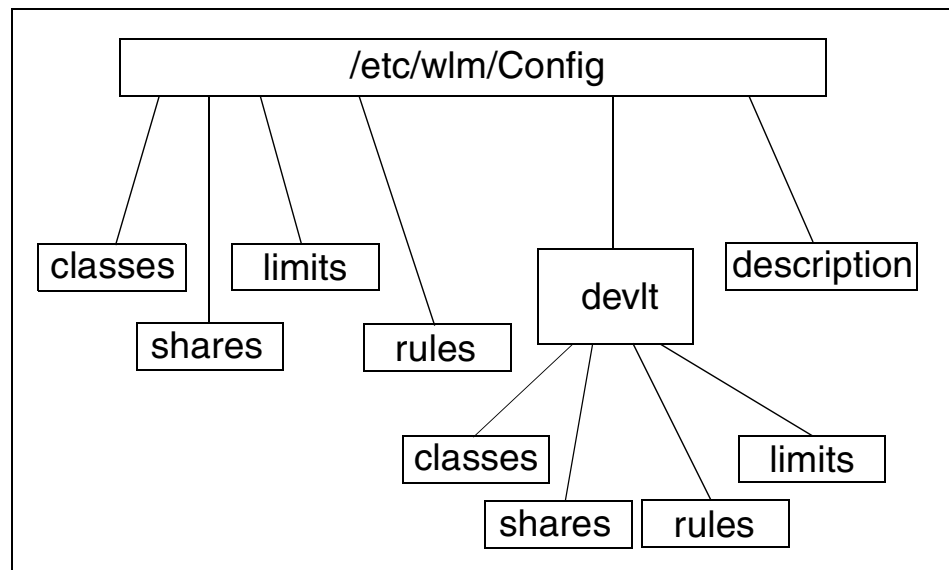 /etc/wlm/Config
classes
limits
description
devlt
shares
rules
classes
limits
shares
rules